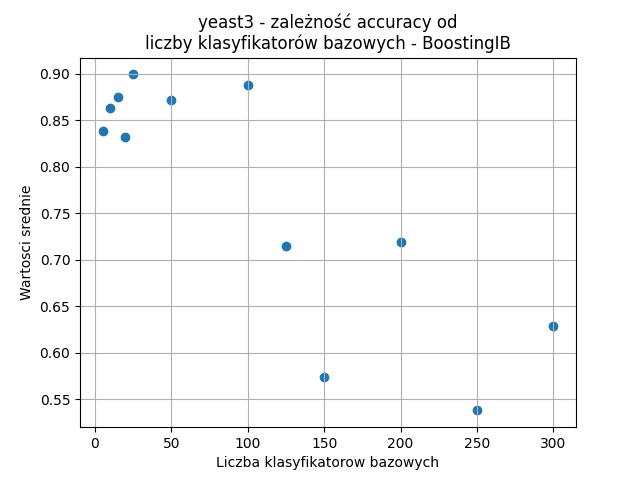 yeast3 - zależność accuracy od
liczby klasyfikatorów bazowych - BoostingIB
0.90
0.85
0.80
0.75
0.70
0.65
0.60
0.55
Wartosci srednie
0 50 100 150 200 250 300
Liczba klasyfikatorow bazowych